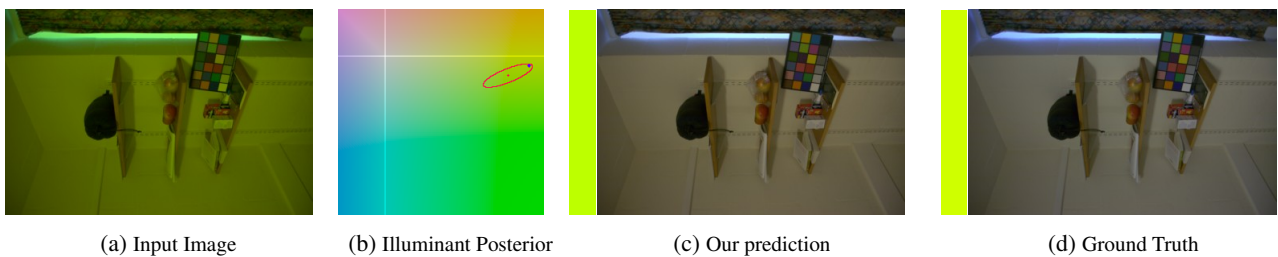 (a) Input Image
(b) Illuminant Posterior
(c) Our prediction
(d) Ground Truth